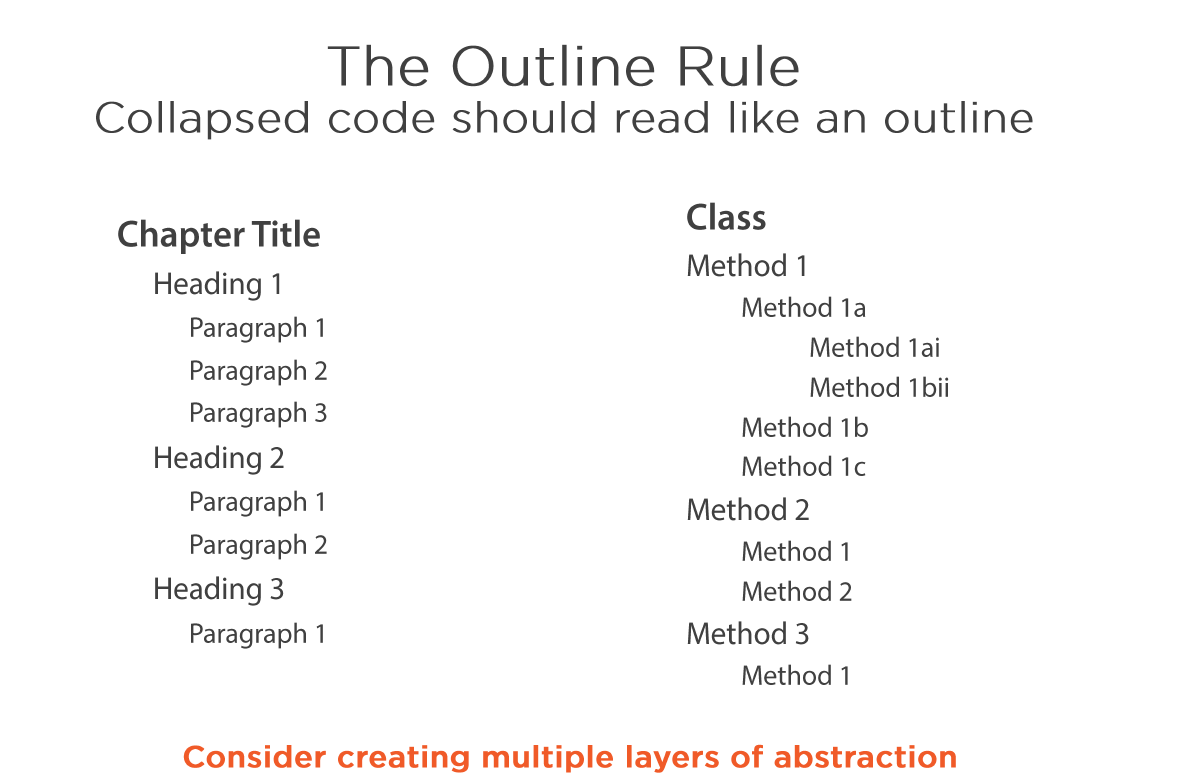 The Outline Rule
Collapsed code should read like an outline
Chapter Title
Heading 1
Paragraph 1
Paragraph 2
Paragraph 3
Heading 2
Paragraph 1
Paragraph 2
Heading 3
Paragraph 1
Class
Method 1
Method 1a
Method 1ai
Method 1bii
Method 1b
Method 1c
Method 2
Method 1
Method 2
Method 3
Method 1
Consider creating multiple layers of abstraction